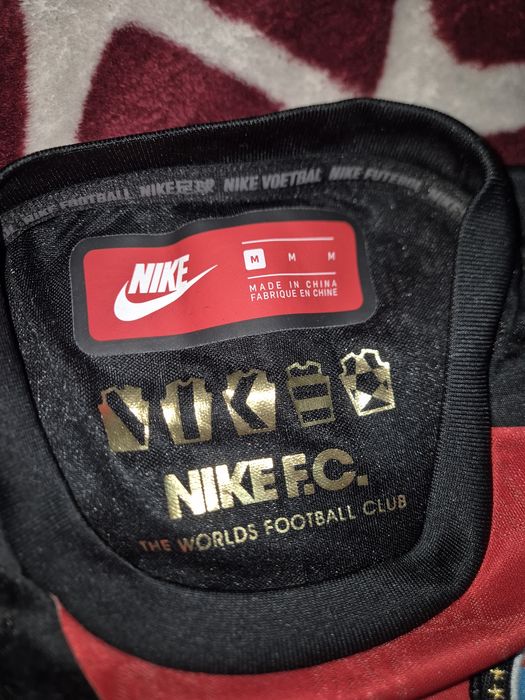 NIKE FOOTBALL NIKE足球 NIKE VOETBAL NIKE FUTEBOL
NIKE
M M M
MADE IN CHINA
FABRIQUE EN CHINE
NIKE F.C.
THE WORLDS FOOTBALL CLUB